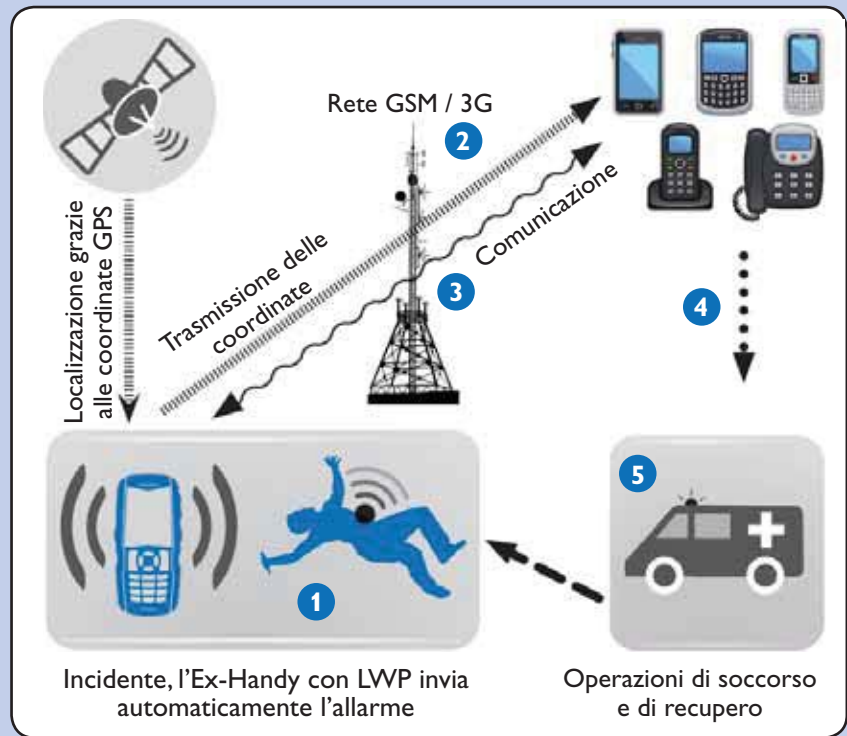 Rete GSM / 3G
2
Localizzazione grazie
alle coordinate GPS
Trasmissione delle
coordinate
Comunicazione
3
4
1
5
Incidente, l'Ex-Handy con LWP invia
automaticamente l'allarme
Operazioni di soccorso
e di recupero